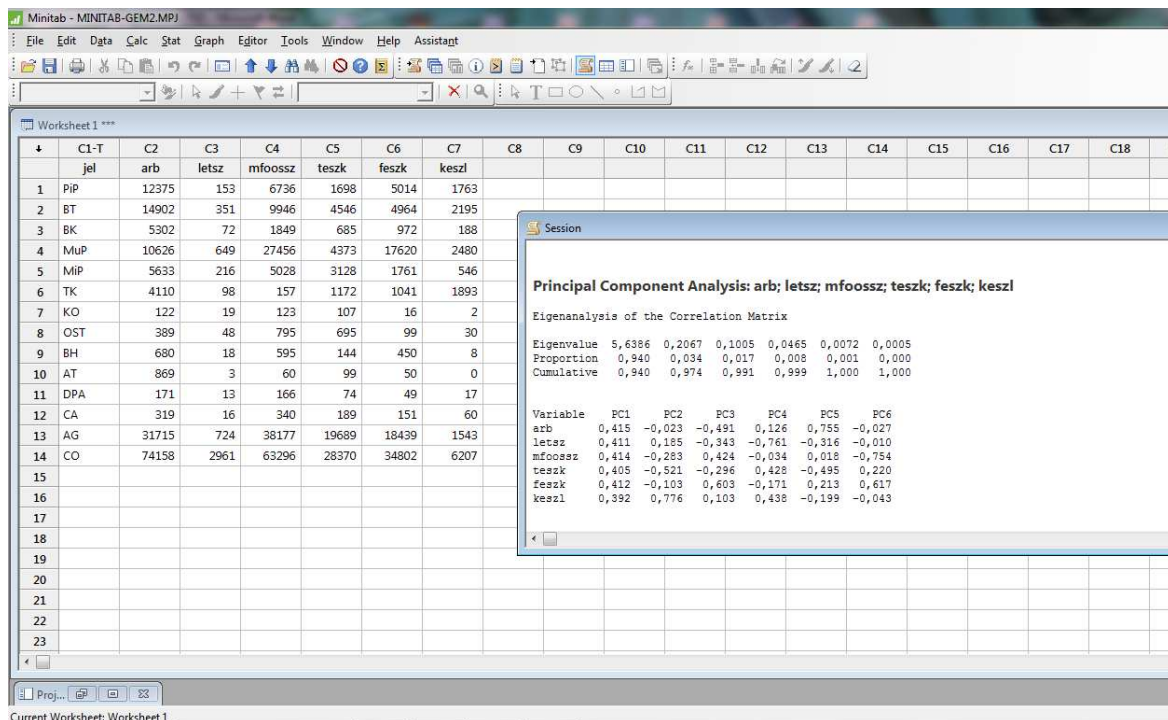 Minitab - MINITAB-GEM2.MPJ
File Edit Data Calc Stat Graph Editor Tools Window Help Assistant
Worksheet 1 ***
C1-T C2 C3 C4 C5 C6 C7 C8 C9 C10 C11 C12 C13 C14 C15 C16 C17 C18
jel arb letsz mfoossz teszk feszk keszl
1 PiP 12375 153 6736 1698 5014 1763
2 BT 14902 351 9946 4546 4964 2195
3 BK 5302 72 1849 685 972 188
4 MuP 10626 649 27456 4373 17620 2480
5 MiP 5633 216 5028 3128 1761 546
6 TK 4110 98 157 1172 1041 1893
7 KO 122 19 123 107 16 2
8 OST 389 48 795 695 99 30
9 BH 680 18 595 144 450 8
10 AT 869 3 60 99 50 0
11 DPA 171 13 166 74 49 17
12 CA 319 16 340 189 151 60
13 AG 31715 724 38177 19689 18439 1543
14 CO 74158 2961 63296 28370 34802 6207
15
16
17
18
19
20
21
22
23
Session
Principal Component Analysis: arb; letsz; mfoossz; teszk; feszk; keszl
Eigenanalysis of the Correlation Matrix
Eigenvalue 5,6386 0,2067 0,1005 0,0465 0,0072 0,0005
Proportion 0,940 0,034 0,017 0,008 0,001 0,000
Cumulative 0,940 0,974 0,991 0,999 1,000 1,000
Variable PC1 PC2 PC3 PC4 PC5 PC6
arb 0,415 -0,023 -0,491 0,126 0,755 -0,027
letsz 0,411 0,185 -0,343 -0,761 -0,316 -0,010
mfoossz 0,414 -0,283 0,424 -0,034 0,018 -0,754
teszk 0,405 -0,521 -0,296 0,428 -0,495 0,220
feszk 0,412 -0,103 0,603 -0,171 0,213 0,617
keszl 0,392 0,776 0,103 0,438 -0,199 -0,043
Proj...
Current Worksheet: Worksheet 1